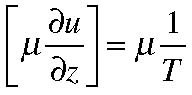 [μ ∂u/∂z] = μ 1/T